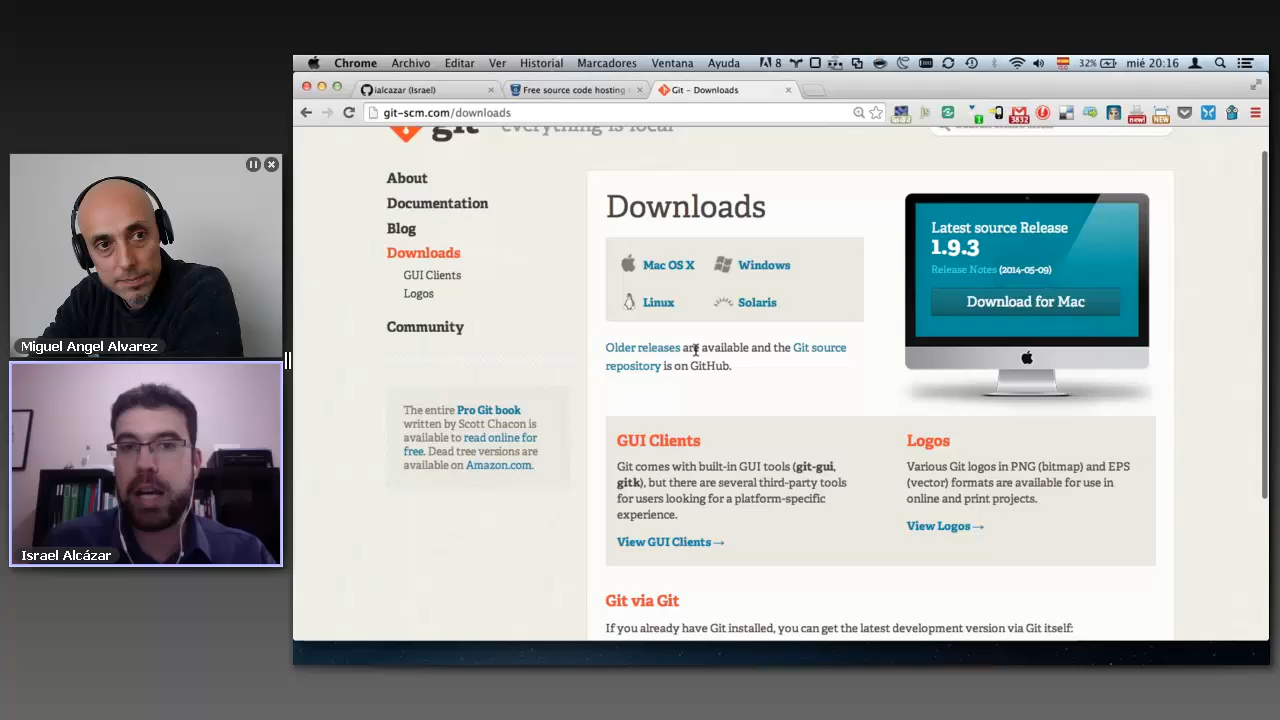 Chrome Archivo Editar Ver Historial Marcadores Ventana Ayuda 8 32% mié 20:16
ialcazar (Israel) Free source code hosting Git - Downloads
git-scm.com/downloads
git everything is local
Miguel Angel Alvarez
Israel Alcázar
About
Documentation
Blog
Downloads
GUI Clients
Logos
Community
The entire Pro Git book
written by Scott Chacon is
available to read online for
free. Dead tree versions are
available on Amazon.com.
Downloads
Mac OS X Windows
Linux Solaris
Older releases are available and the Git source
repository is on GitHub.
Latest source Release
1.9.3
Release Notes (2014-05-09)
Download for Mac
GUI Clients
Git comes with built-in GUI tools (git-gui,
gitk), but there are several third-party tools
for users looking for a platform-specific
experience.
View GUI Clients →
Logos
Various Git logos in PNG (bitmap) and EPS
(vector) formats are available for use in
online and print projects.
View Logos →
Git via Git
If you already have Git installed, you can get the latest development version via Git itself: